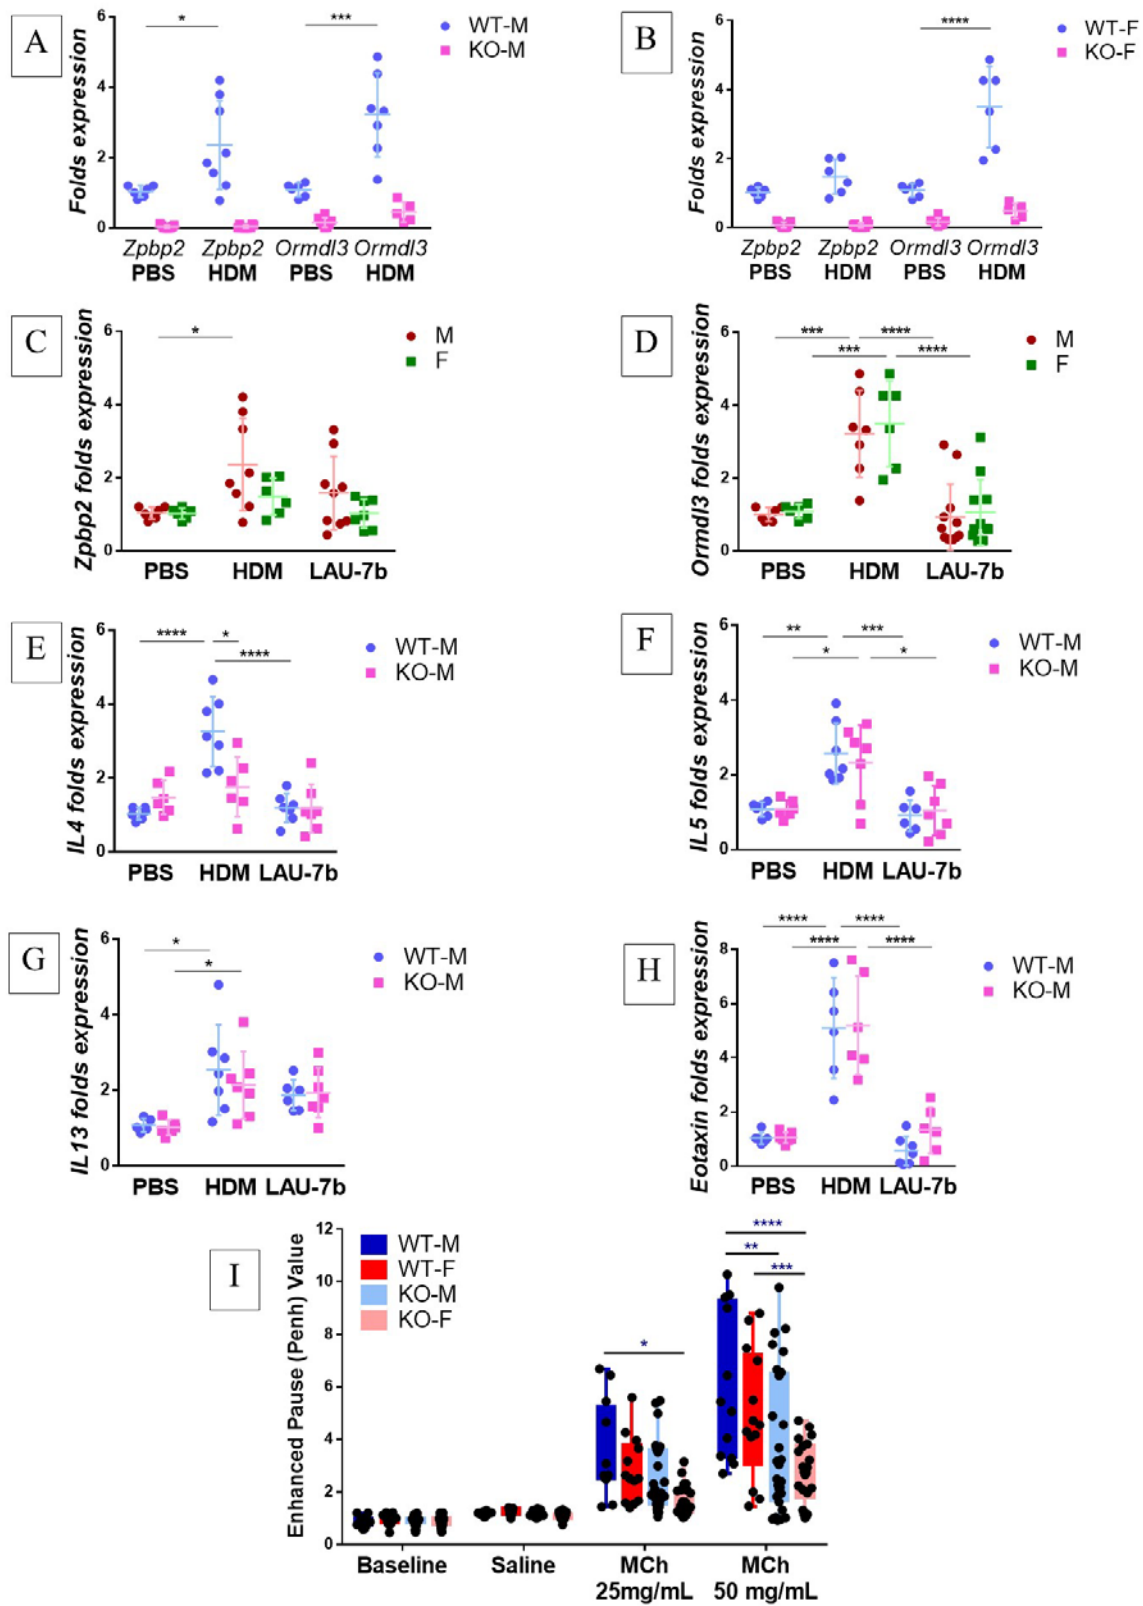 A
Folds expression
6
4
2
0
*
***
WT-M
KO-M
Zpbp2 Zpbp2 Ormdl3 Ormdl3
PBS HDM PBS HDM
B
Folds expression
6
4
2
0
****
WT-F
KO-F
Zpbp2 Zpbp2 Ormdl3 Ormdl3
PBS HDM PBS HDM
C
Zpbp2 folds expression
6
4
2
0
*
M
F
PBS HDM LAU-7b
D
Ormdl3 folds expression
6
4
2
0
*** ****
*** ****
M
F
PBS HDM LAU-7b
E
IL4 folds expression
6
4
2
0
**** *
****
WT-M
KO-M
PBS HDM LAU-7b
F
IL5 folds expression
6
4
2
0
** ***
* *
WT-M
KO-M
PBS HDM LAU-7b
G
IL13 folds expression
6
4
2
0
*
*
WT-M
KO-M
PBS HDM LAU-7b
H
Eotaxin folds expression
8
6
4
2
0
**** ****
**** ****
WT-M
KO-M
PBS HDM LAU-7b
I
Enhanced Pause (Penh) Value
12
10
8
6
4
2
0
WT-M
WT-F
KO-M
KO-F
*
****
**
***
Baseline Saline MCh MCh
25mg/mL 50 mg/mL